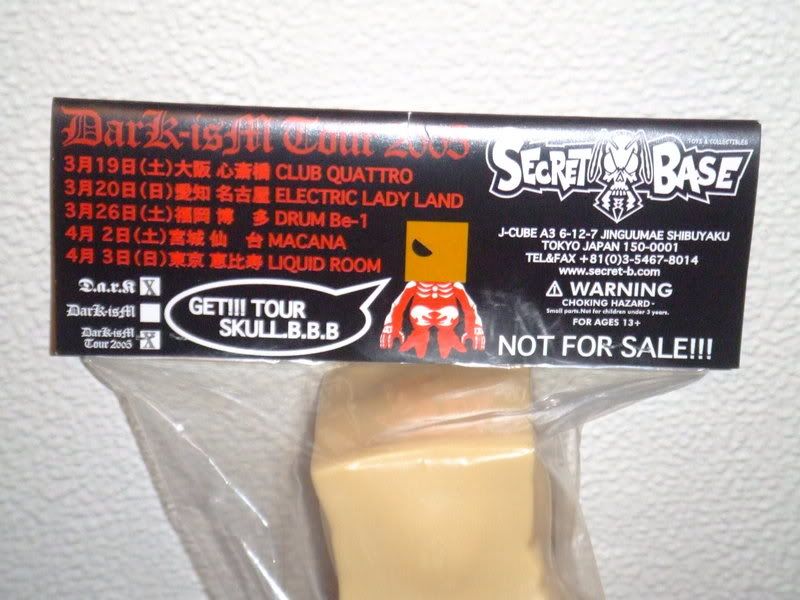 DarK-isM Tour 2005
3月19日(土)大阪 心斎橋 CLUB QUATTRO
3月20日(日)愛知 名古屋 ELECTRIC LADY LAND
3月26日(土)福岡 博 多 DRUM Be-1
4月 2日(土)宮城 仙 台 MACANA
4月 3日(日)東京 恵比寿 LIQUID ROOM
D.a.r.K X
DarK-isM
DarK-isM
Tour 2005 X
GET!!! TOUR
SKULL.B.B.B
TOYS & COLLECTIBLES
SECRET BASE
J-CUBE A3 6-12-7 JINGUUMAE SHIBUYAKU
TOKYO JAPAN 150-0001
TEL&FAX +81(0)3-5467-8014
www.secret-b.com
⚠ WARNING
CHOKING HAZARD-
Small parts.Not for children under 3 years.
FOR AGES 13+
NOT FOR SALE!!!